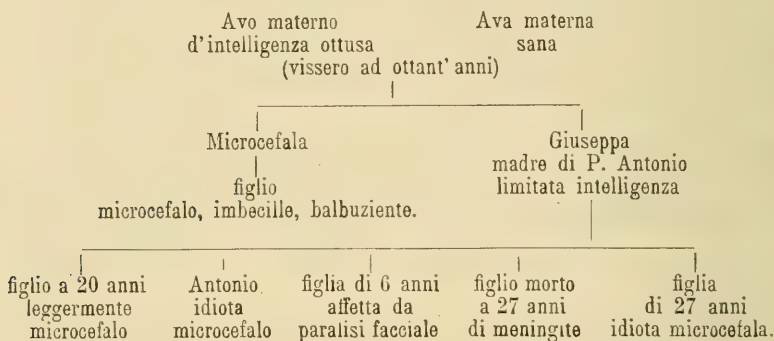 Avo materno
d'intelligenza ottusa
Ava materna
sana
(vissero ad ottant' anni)
Microcefala
figlio
microcefalo, imbecille, balbuziente.
Giuseppa
madre di P. Antonio
limitata intelligenza
figlio a 20 anni
leggermente
microcefalo
Antonio
idiota
microcefalo
figlia di 6 anni
affetta da
paralisi facciale
figlio morto
a 27 anni
di meningite
figlia
di 27 anni
idiota microcefala.